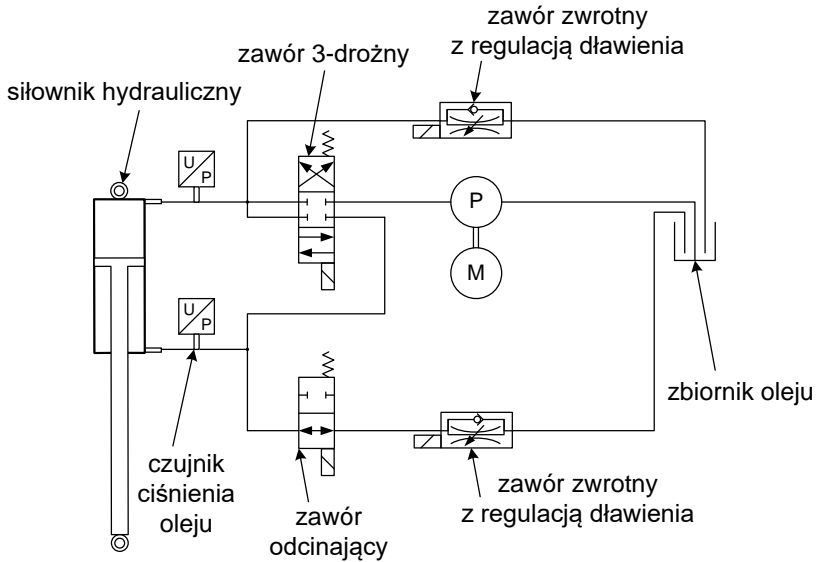 zawór zwrotny
z regulacją dławienia
zawór 3-drożny
siłownik hydrauliczny
U
P
P
M
U
P
zbiornik oleju
czujnik
ciśnienia
oleju
zawór
odcinający
zawór zwrotny
z regulacją dławienia